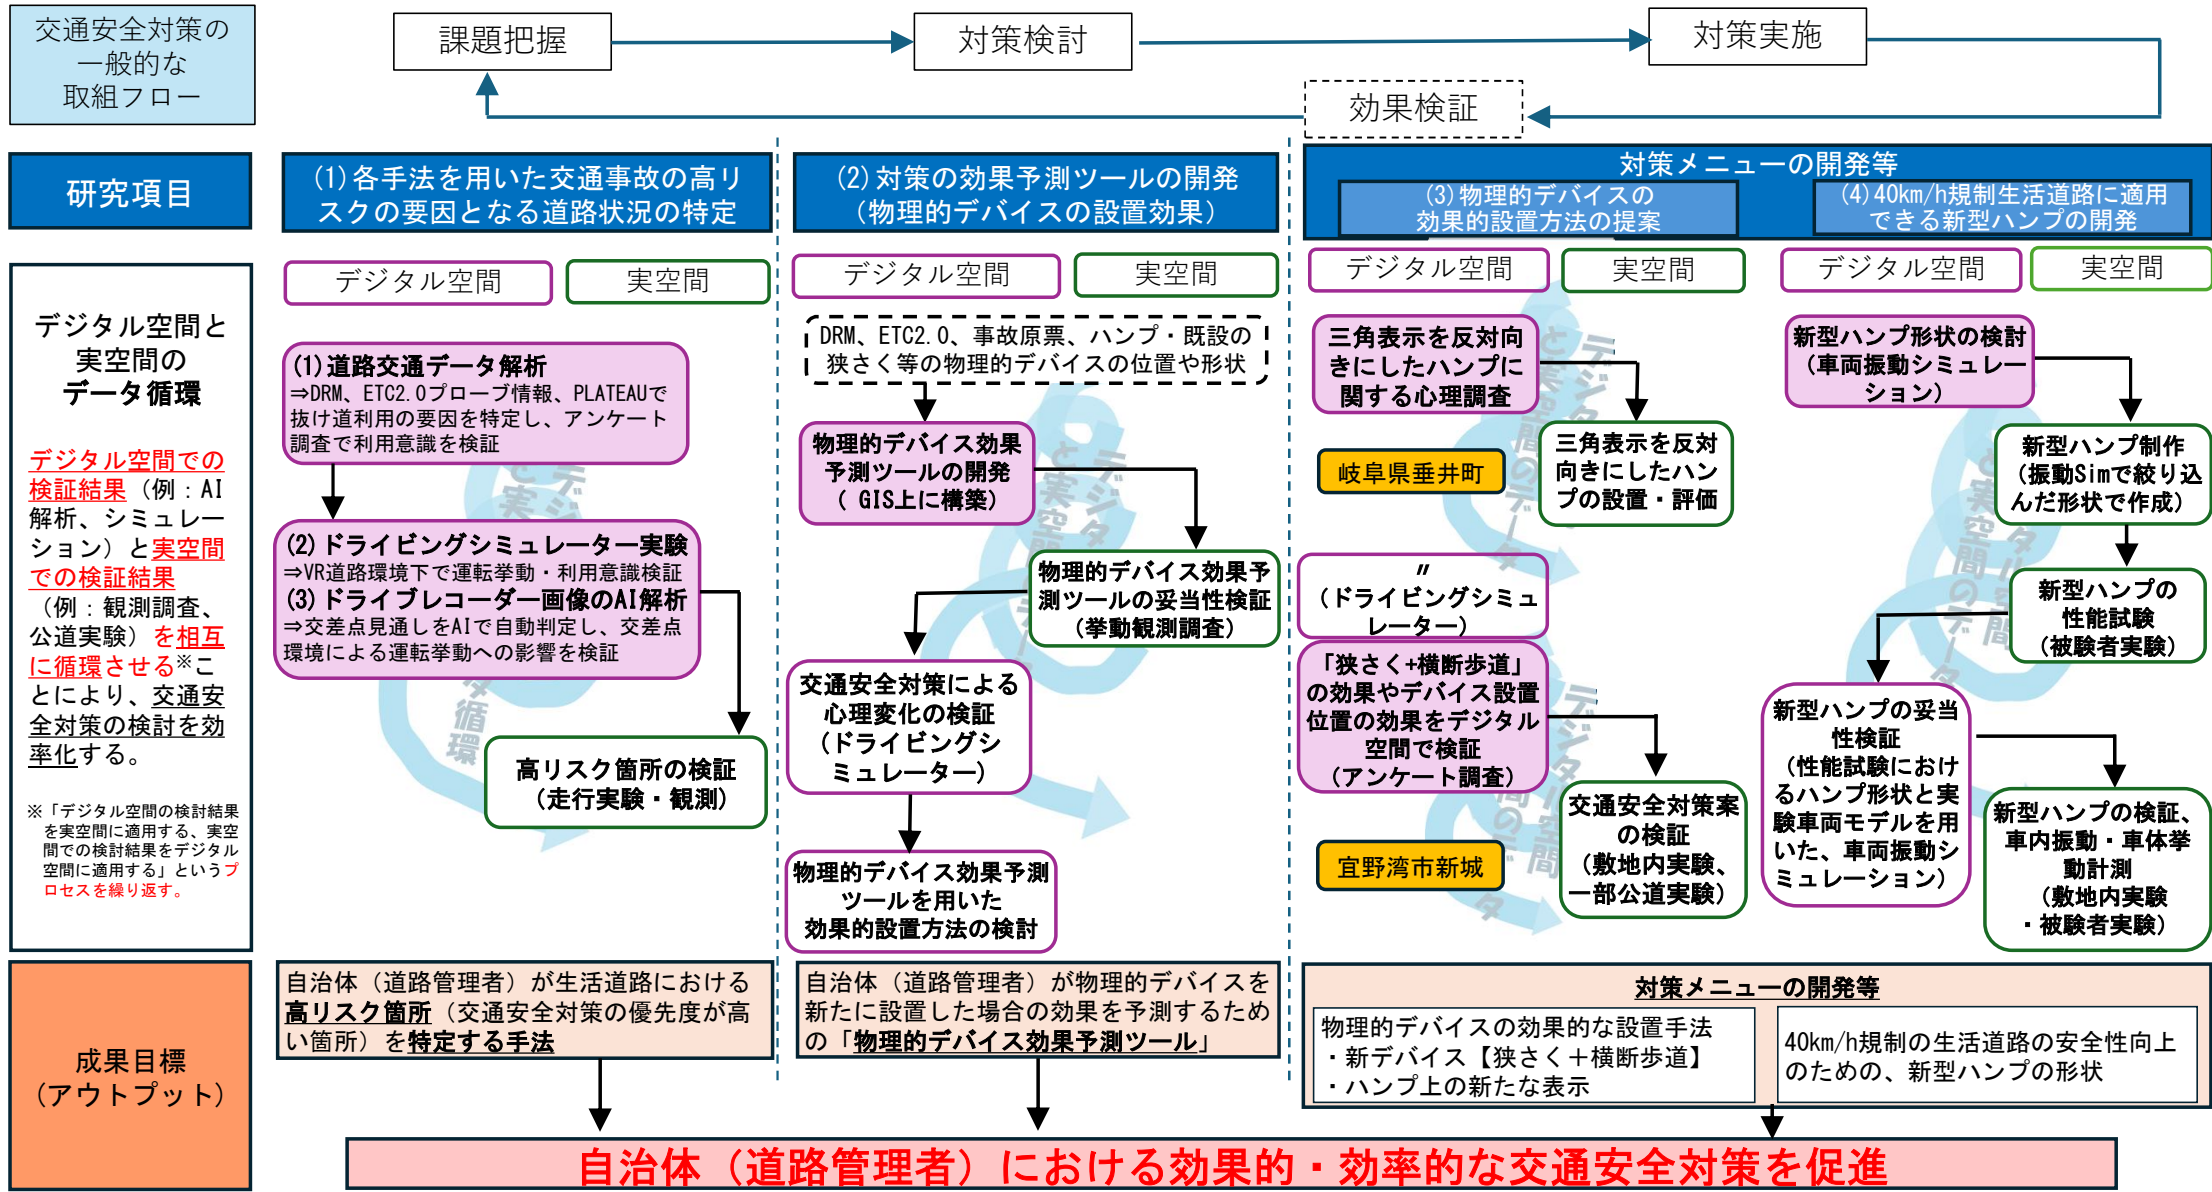 交通安全対策の
一般的な
取組フロー
課題把握
対策検討
対策実施
効果検証
研究項目
(1)各手法を用いた交通事故の高リ
スクの要因となる道路状況の特定
(2)対策の効果予測ツールの開発
(物理的デバイスの設置効果)
対策メニューの開発等
(3)物理的デバイスの
効果的設置方法の提案
(4)40km/h規制生活道路に適用
できる新型ハンプの開発
デジタル空間と
実空間の
データ循環
デジタル空間での
検証結果(例：AI
解析、シミュレー
ション)と実空間
での検証結果
(例：観測調査、
公道実験)を相互
に循環させる※こ
とにより、交通安
全対策の検討を効
率化する。
※「デジタル空間の検討結果
を実空間に適用する、実空
間での検討結果をデジタル
空間に適用する」というプ
ロセスを繰り返す。
デジタル空間
実空間
(1)道路交通データ解析
⇒DRM、ETC2.0プローブ情報、PLATEAUで
抜け道利用の要因を特定し、アンケート
調査で利用意識を検証
(2)ドライビングシミュレーター実験
⇒VR道路環境下で運転挙動・利用意識検証
(3)ドライブレコーダー画像のAI解析
⇒交差点見通しをAIで自動判定し、交差点
環境による運転挙動への影響を検証
高リスク箇所の検証
(走行実験・観測)
デジタル空間
実空間
DRM、ETC2.0、事故原票、ハンプ・既設の
狭さく等の物理的デバイスの位置や形状
物理的デバイス効果
予測ツールの開発
( GIS上に構築)
物理的デバイス効果予
測ツールの妥当性検証
(挙動観測調査)
交通安全対策による
心理変化の検証
(ドライビングシ
ミュレーター)
物理的デバイス効果予測
ツールを用いた
効果的設置方法の検討
デジタル空間
実空間
三角表示を反対向
きにしたハンプに
関する心理調査
岐阜県垂井町
三角表示を反対
向きにしたハン
プの設置・評価
〃
(ドライビングシミュ
レーター)
「狭さく+横断歩道」
の効果やデバイス設置
位置の効果をデジタル
空間で検証
(アンケート調査)
宜野湾市新城
交通安全対策案
の検証
(敷地内実験、
一部公道実験)
デジタル空間
実空間
新型ハンプ形状の検討
(車両振動シミュレー
ション)
新型ハンプ制作
(振動Simで絞り込
んだ形状で作成)
新型ハンプの
性能試験
(被験者実験)
新型ハンプの妥当
性検証
(性能試験におけ
るハンプ形状と実
験車両モデルを用
いた、車両振動シ
ミュレーション)
新型ハンプの検証、
車内振動・車体挙
動計測
(敷地内実験
・被験者実験)
成果目標
(アウトプット)
自治体(道路管理者)が生活道路における
高リスク箇所(交通安全対策の優先度が高
い箇所)を特定する手法
自治体(道路管理者)が物理的デバイスを
新たに設置した場合の効果を予測するため
の「物理的デバイス効果予測ツール」
対策メニューの開発等
物理的デバイスの効果的な設置手法
・新デバイス【狭さく＋横断歩道】
・ハンプ上の新たな表示
40km/h規制の生活道路の安全性向上
のための、新型ハンプの形状
自治体(道路管理者)における効果的・効率的な交通安全対策を促進